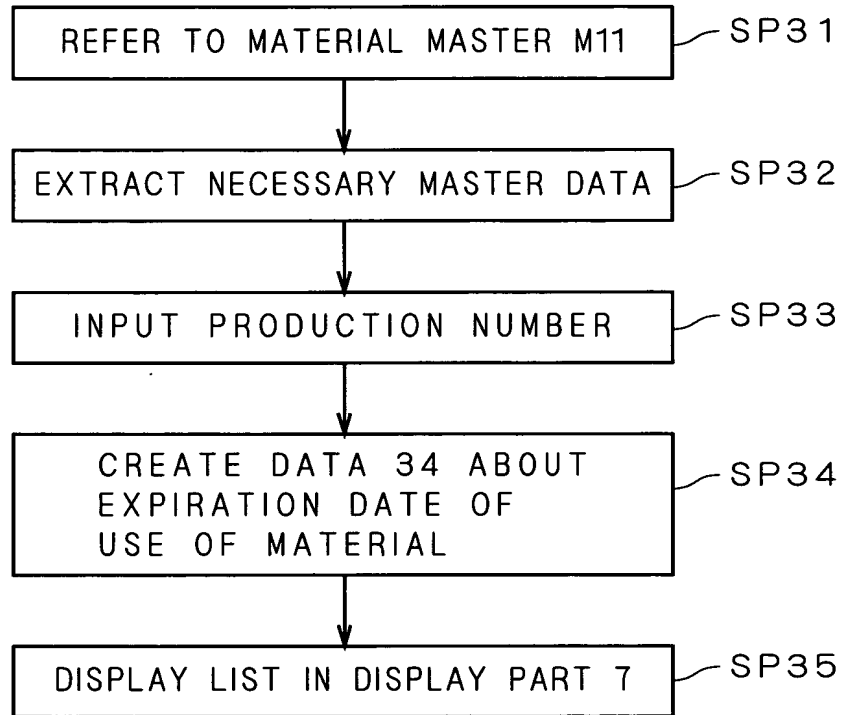 REFER TO MATERIAL MASTER M11
SP31
EXTRACT NECESSARY MASTER DATA
SP32
INPUT PRODUCTION NUMBER
SP33
CREATE DATA 34 ABOUT
EXPIRATION DATE OF
USE OF MATERIAL
SP34
DISPLAY LIST IN DISPLAY PART 7
SP35